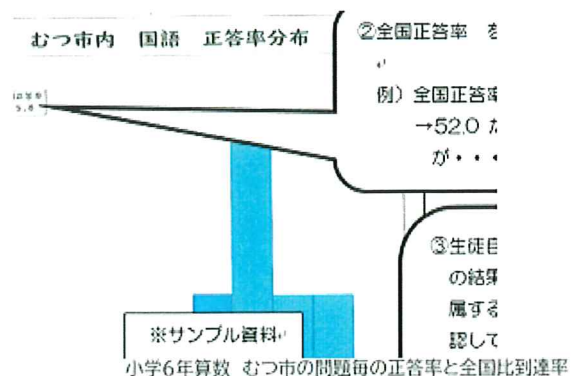 むつ市内 国語 正答率分布
②全国正答率 を
例）全国正答率
→52.0 た
が・・・
③生徒自
の結果
属する
認して
※サンプル資料
小学6年算数 むつ市の問題毎の正答率と全国比到達率